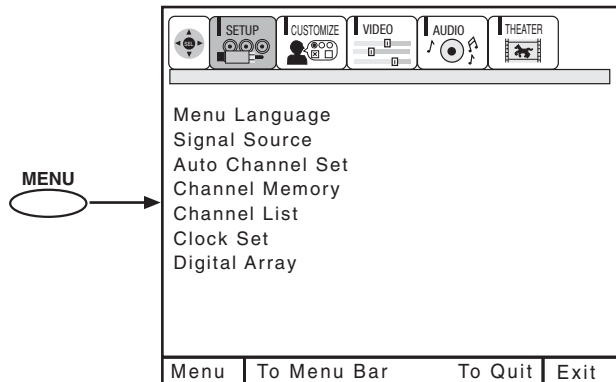 SEL
SETUP
CUSTOMIZE
VIDEO
AUDIO
THEATER
Menu Language
Signal Source
Auto Channel Set
MENU
Channel Memory
Channel List
Clock Set
Digital Array
Menu To Menu Bar To Quit Exit